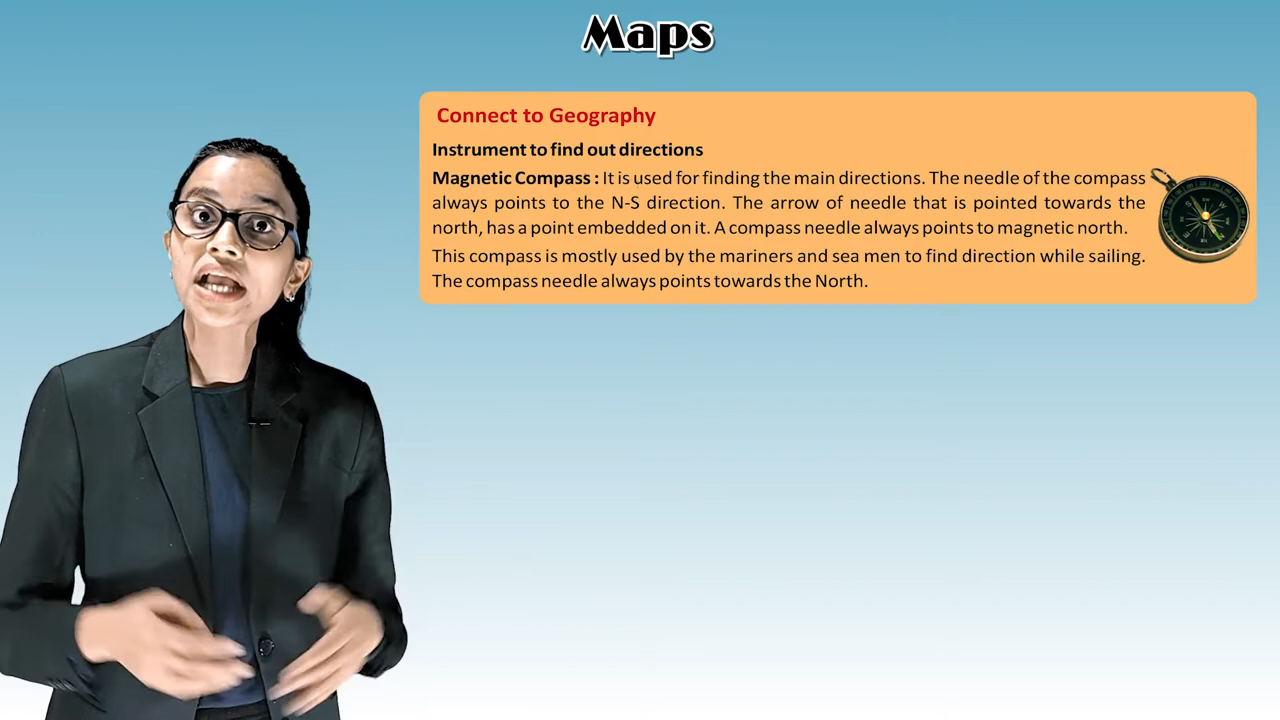 Maps
Connect to Geography
Instrument to find out directions
Magnetic Compass : It is used for finding the main directions. The needle of the compass
always points to the N-S direction. The arrow of needle that is pointed towards the
north, has a point embedded on it. A compass needle always points to magnetic north.
This compass is mostly used by the mariners and sea men to find direction while sailing.
The compass needle always points towards the North.